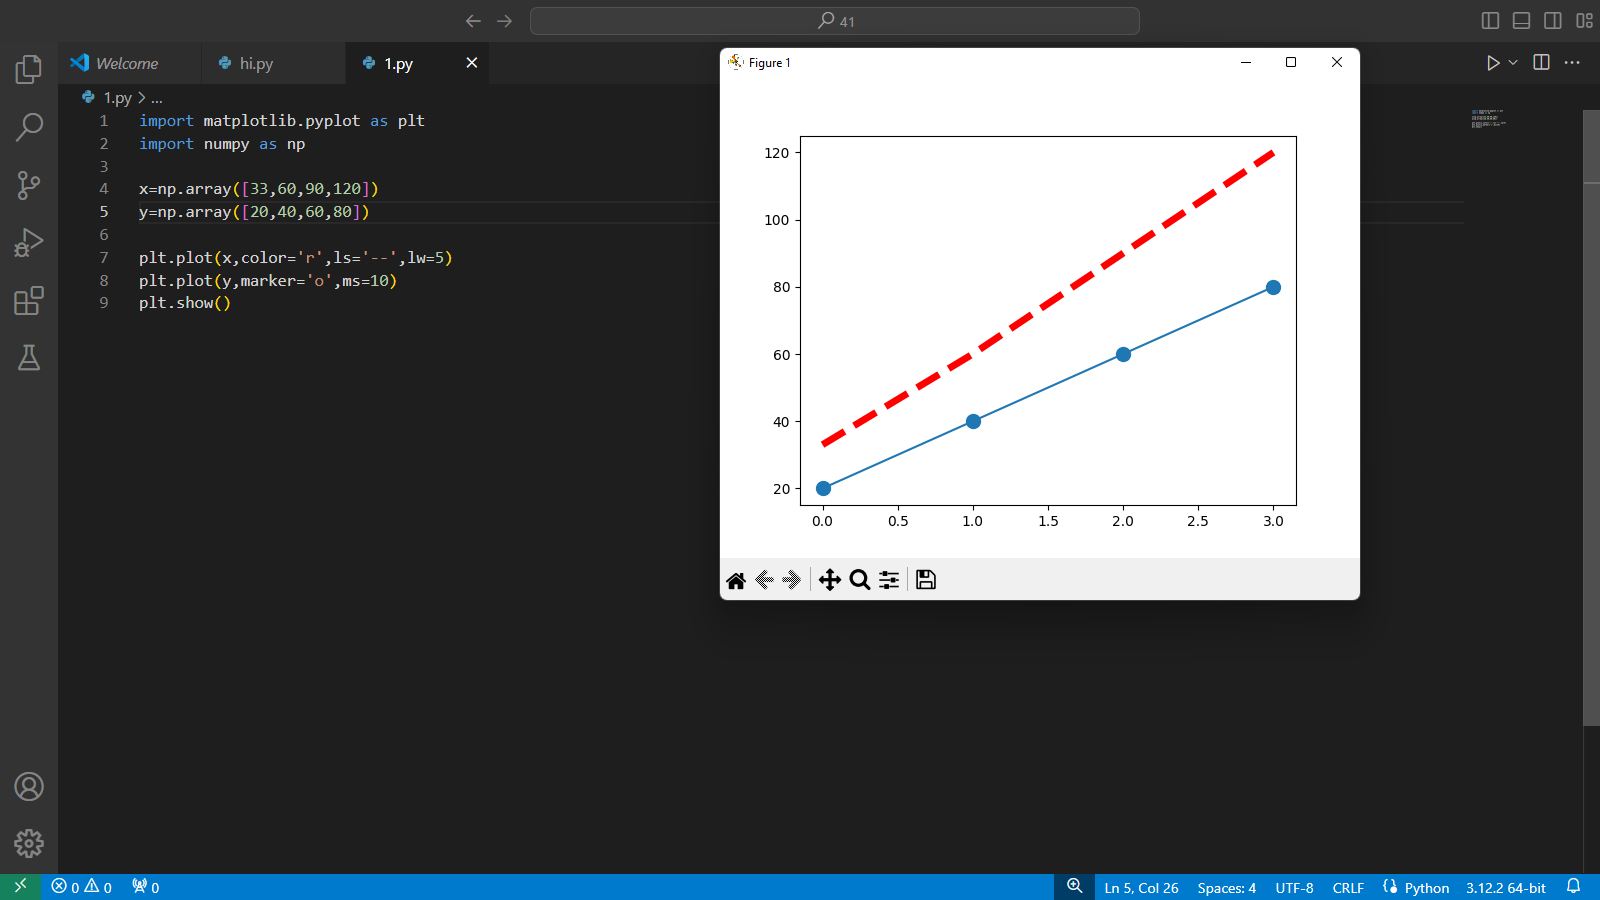 41
Welcome
hi.py
1.py
1.py > ...
1 import matplotlib.pyplot as plt
2 import numpy as np
3
4 x=np.array([33,60,90,120])
5 y=np.array([20,40,60,80])
6
7 plt.plot(x,color='r',ls='--',lw=5)
8 plt.plot(y,marker='o',ms=10)
9 plt.show()
Figure 1
120
100
80
60
40
20
0.0 0.5 1.0 1.5 2.0 2.5 3.0
0 0 0 Ln 5, Col 26 Spaces: 4 UTF-8 CRLF Python 3.12.2 64-bit